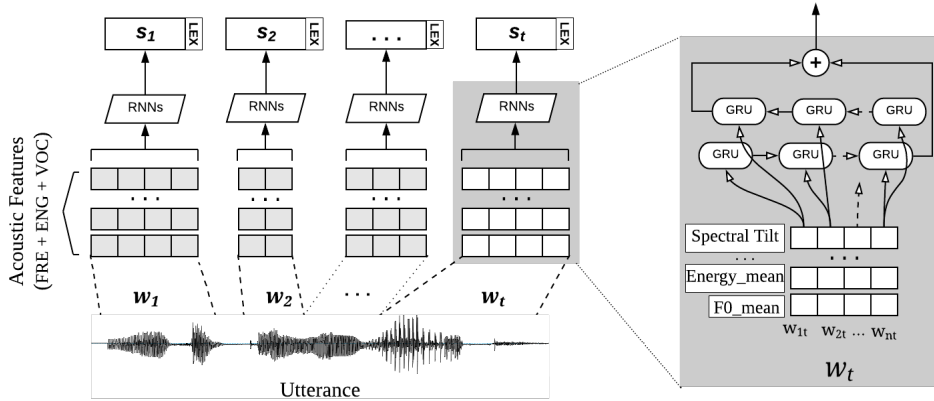 s1 LEX s2 LEX ... LEX st LEX
RNNs RNNs RNNs RNNs
Acoustic Features
(FRE + ENG + VOC)
... ... ... ...
w1 w2 ... wt
Utterance
+
GRU GRU GRU
GRU GRU GRU
Spectral Tilt
... ...
Energy_mean
F0_mean
w1t w2t ... wnt
wt